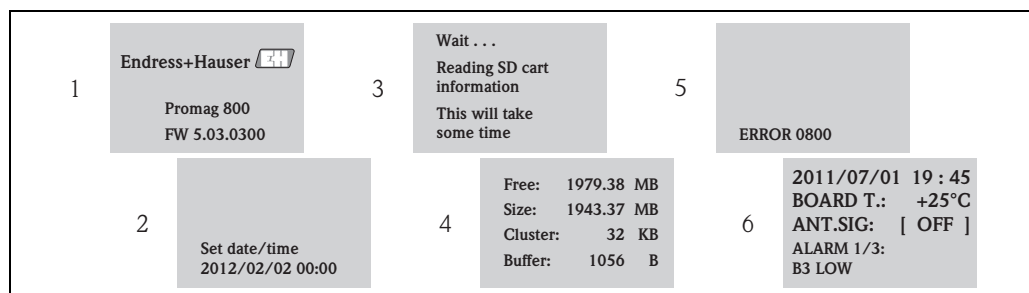 1
Endress+Hauser EH
Promag 800
FW 5.03.0300
2
Set date/time
2012/02/02 00:00
3
Wait . . .
Reading SD cart
information
This will take
some time
4
Free: 1979.38 MB
Size: 1943.37 MB
Cluster: 32 KB
Buffer: 1056 B
5
ERROR 0800
6
2011/07/01 19 : 45
BOARD T.: +25°C
ANT.SIG: [ OFF ]
ALARM 1/3:
B3 LOW